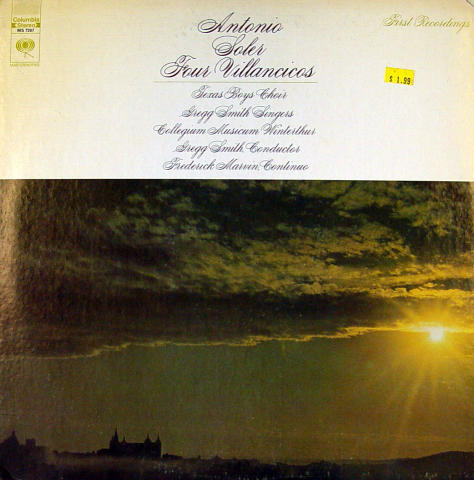 Columbia
Stereo
MS 7287
First Recordings
$ 1.99
Antonio
Soler
Four Villancicos
Texas Boys Choir
Gregg Smith Singers
Collegium Musicum Winterthur
Gregg Smith, Conductor
Frederick Marvin, Continuo